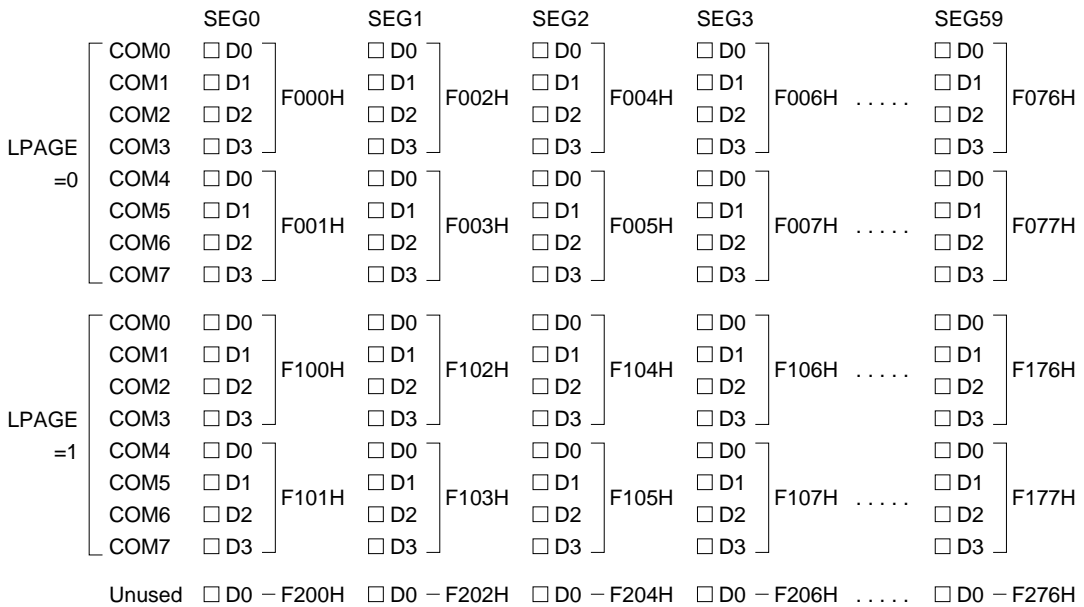 SEG0 SEG1 SEG2 SEG3 SEG59
COM0 □ D0 □ D0 □ D0 □ D0 □ D0
COM1 □ D1 □ D1 □ D1 □ D1 □ D1
F000H F002H F004H F006H . . . . . F076H
COM2 □ D2 □ D2 □ D2 □ D2 □ D2
LPAGE COM3 □ D3 □ D3 □ D3 □ D3 □ D3
=0 COM4 □ D0 □ D0 □ D0 □ D0 □ D0
COM5 □ D1 □ D1 □ D1 □ D1 □ D1
F001H F003H F005H F007H . . . . . F077H
COM6 □ D2 □ D2 □ D2 □ D2 □ D2
COM7 □ D3 □ D3 □ D3 □ D3 □ D3
COM0 □ D0 □ D0 □ D0 □ D0 □ D0
COM1 □ D1 □ D1 □ D1 □ D1 □ D1
F100H F102H F104H F106H . . . . . F176H
COM2 □ D2 □ D2 □ D2 □ D2 □ D2
LPAGE COM3 □ D3 □ D3 □ D3 □ D3 □ D3
=1 COM4 □ D0 □ D0 □ D0 □ D0 □ D0
COM5 □ D1 □ D1 □ D1 □ D1 □ D1
F101H F103H F105H F107H . . . . . F177H
COM6 □ D2 □ D2 □ D2 □ D2 □ D2
COM7 □ D3 □ D3 □ D3 □ D3 □ D3
Unused □ D0 – F200H □ D0 – F202H □ D0 – F204H □ D0 – F206H . . . . . □ D0 – F276H